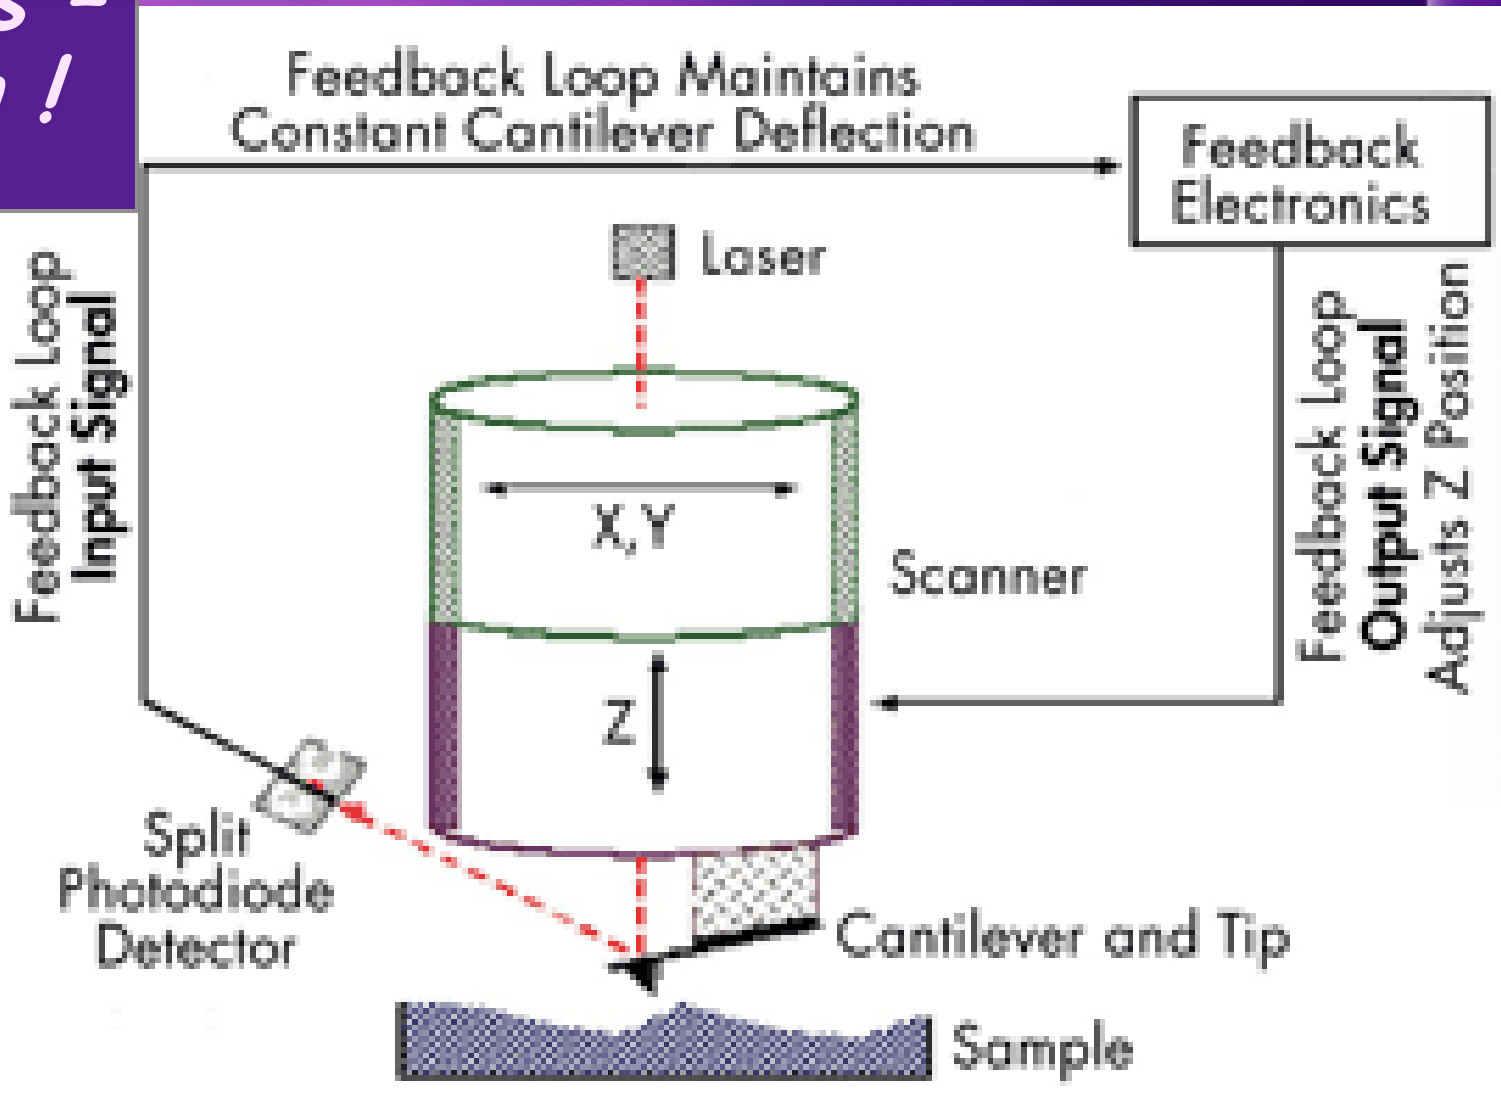 !
Feedback Loop Maintains
Constant Cantilever Deflection
Feedback
Electronics
Laser
Feedback Loop
Input Signal
X,Y
Scanner
Feedback Loop
Output Signal
Adjusts Z Position
Z
Split
Photodiode
Detector
Cantilever and Tip
Sample